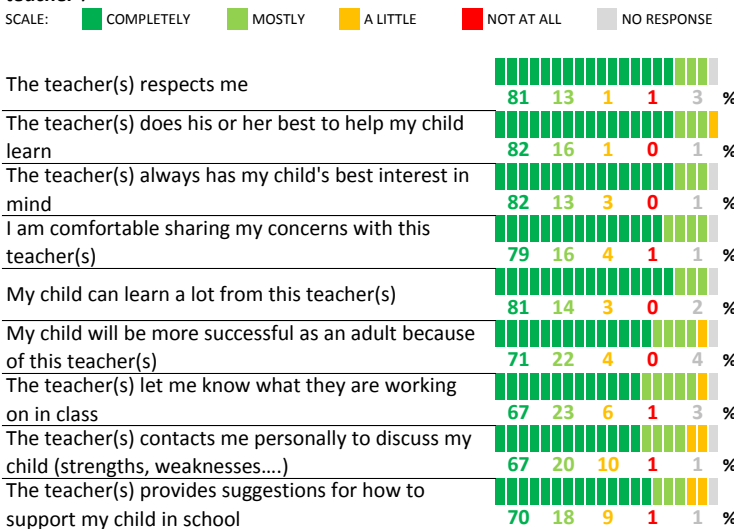 SCALE: COMPLETELY MOSTLY A LITTLE NOT AT ALL NO RESPONSE
The teacher(s) respects me
81 13 1 1 3 %
The teacher(s) does his or her best to help my child
learn
82 16 1 0 1 %
The teacher(s) always has my child's best interest in
mind
82 13 3 0 1 %
I am comfortable sharing my concerns with this
teacher(s)
79 16 4 1 1 %
My child can learn a lot from this teacher(s)
81 14 3 0 2 %
My child will be more successful as an adult because
of this teacher(s)
71 22 4 0 4 %
The teacher(s) let me know what they are working
on in class
67 23 6 1 3 %
The teacher(s) contacts me personally to discuss my
child (strengths, weaknesses....)
67 20 10 1 1 %
The teacher(s) provides suggestions for how to
support my child in school
70 18 9 1 1 %